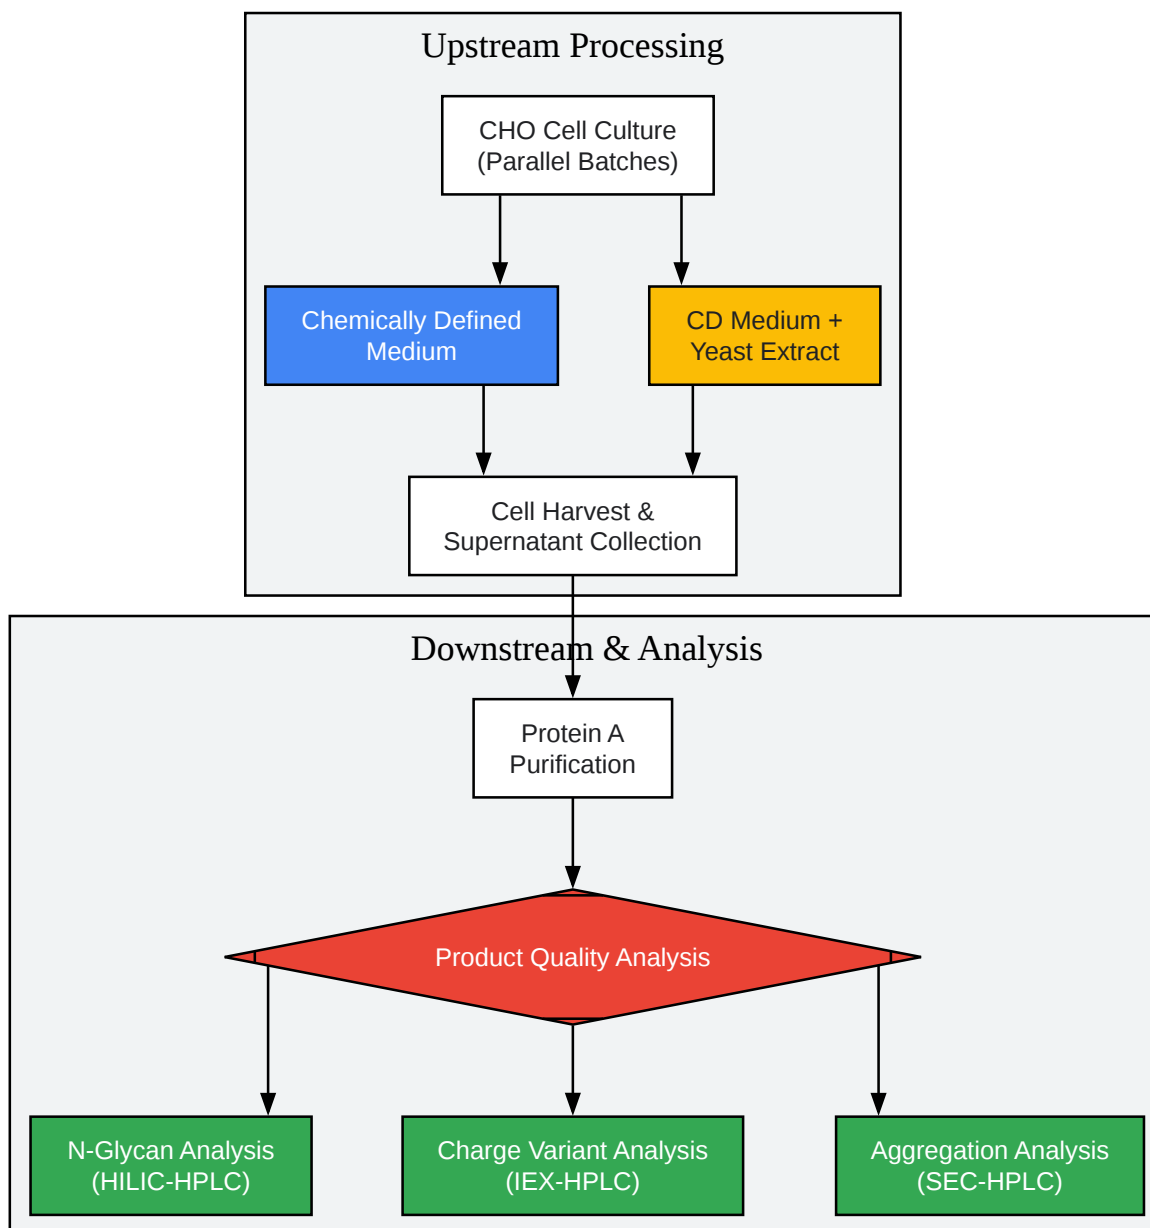 Upstream Processing
CHO Cell Culture
(Parallel Batches)
Chemically Defined
Medium
CD Medium +
Yeast Extract
Cell Harvest &
Supernatant Collection
Downstream & Analysis
Protein A
Purification
Product Quality Analysis
N-Glycan Analysis
(HILIC-HPLC)
Charge Variant Analysis
(IEX-HPLC)
Aggregation Analysis
(SEC-HPLC)